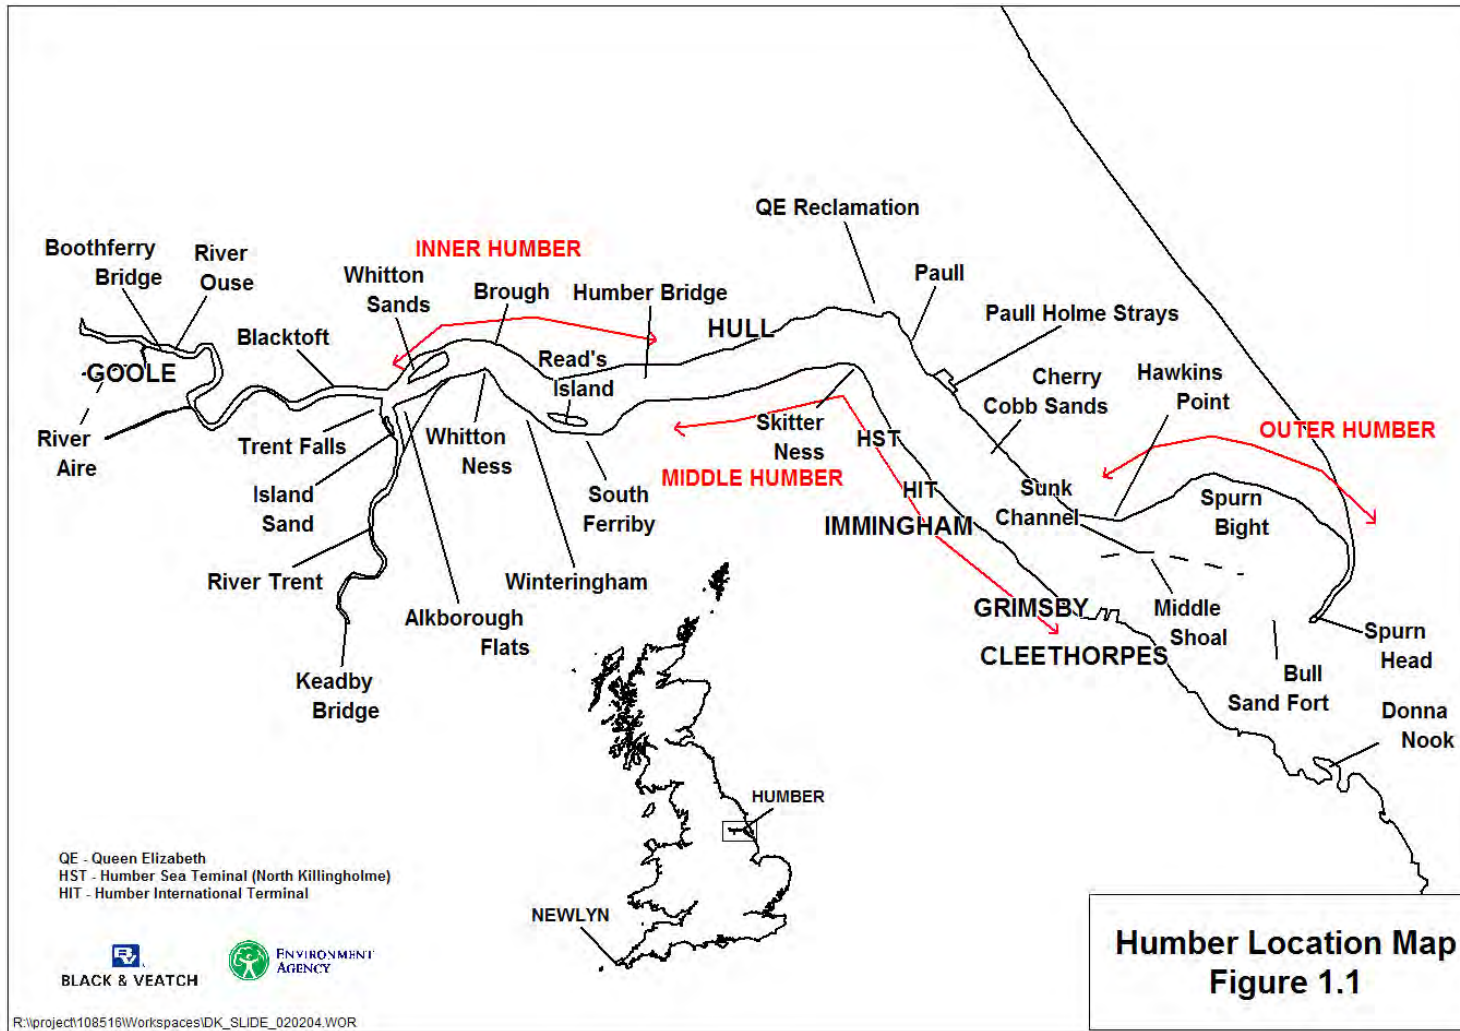 QE Reclamation
Boothferry
Bridge
River
Ouse
INNER HUMBER
Whitton
Sands
Brough
Humber Bridge
Paull
Paull Holme Strays
HULL
Blacktoft
GOOLE
Read's
Island
Cherry
Cobb Sands
Hawkins
Point
River
Aire
Trent Falls
Whitton
Ness
Skitter
Ness
HST
OUTER HUMBER
MIDDLE HUMBER
Island
Sand
South
Ferriby
HIT
IMMINGHAM
Sunk
Channel
Spurn
Bight
River Trent
Winteringham
Alkborough
Flats
GRIMSBY
CLEETHORPES
Middle
Shoal
Spurn
Head
Keadby
Bridge
Bull
Sand Fort
Donna
Nook
HUMBER
NEWLYN
QE - Queen Elizabeth
HST - Humber Sea Teminal (North Killingholme)
HIT - Humber International Terminal
BV
BLACK & VEATCH
ENVIRONMENT
AGENCY
Humber Location Map
Figure 1.1
R:\project\108516\Workspaces\DK_SLIDE_020204.WOR